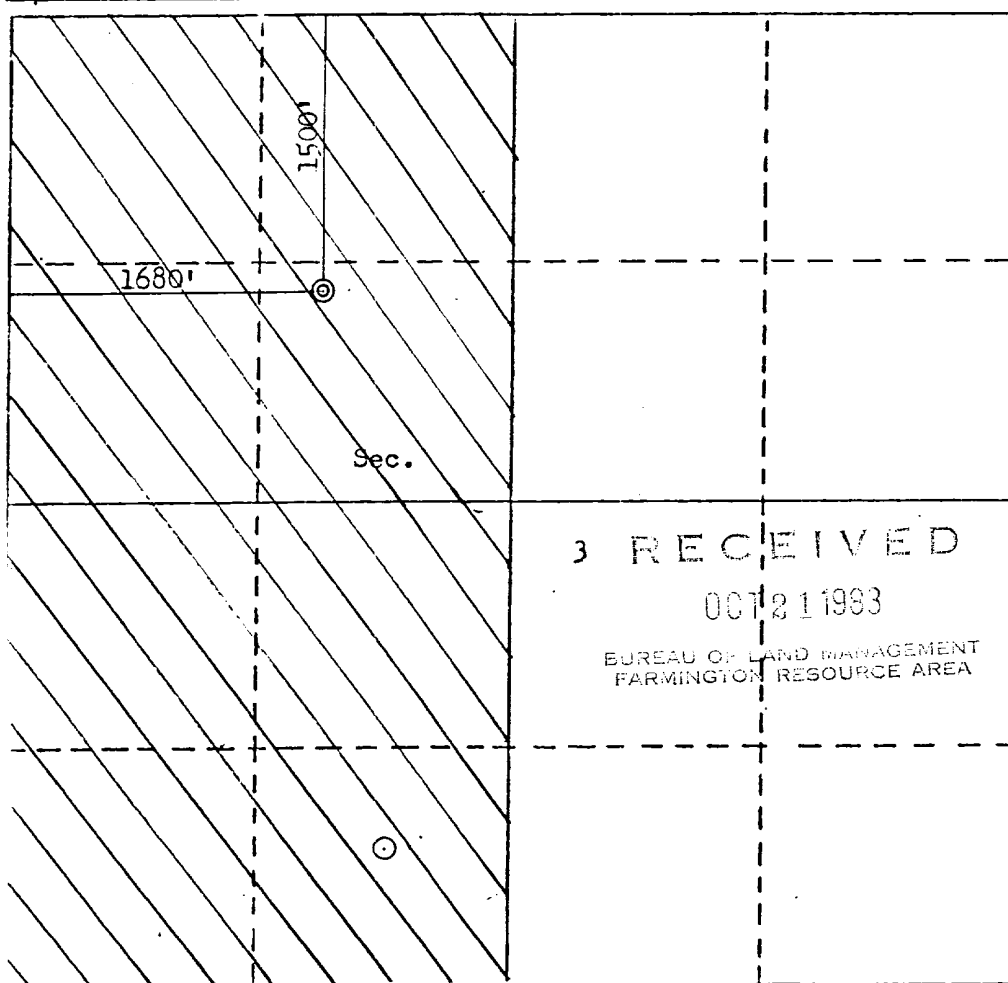 1500'
1680'
Sec.
3 RECEIVED
OCT 21 1983
BUREAU OF LAND MANAGEMENT
FARMINGTON RESOURCE AREA